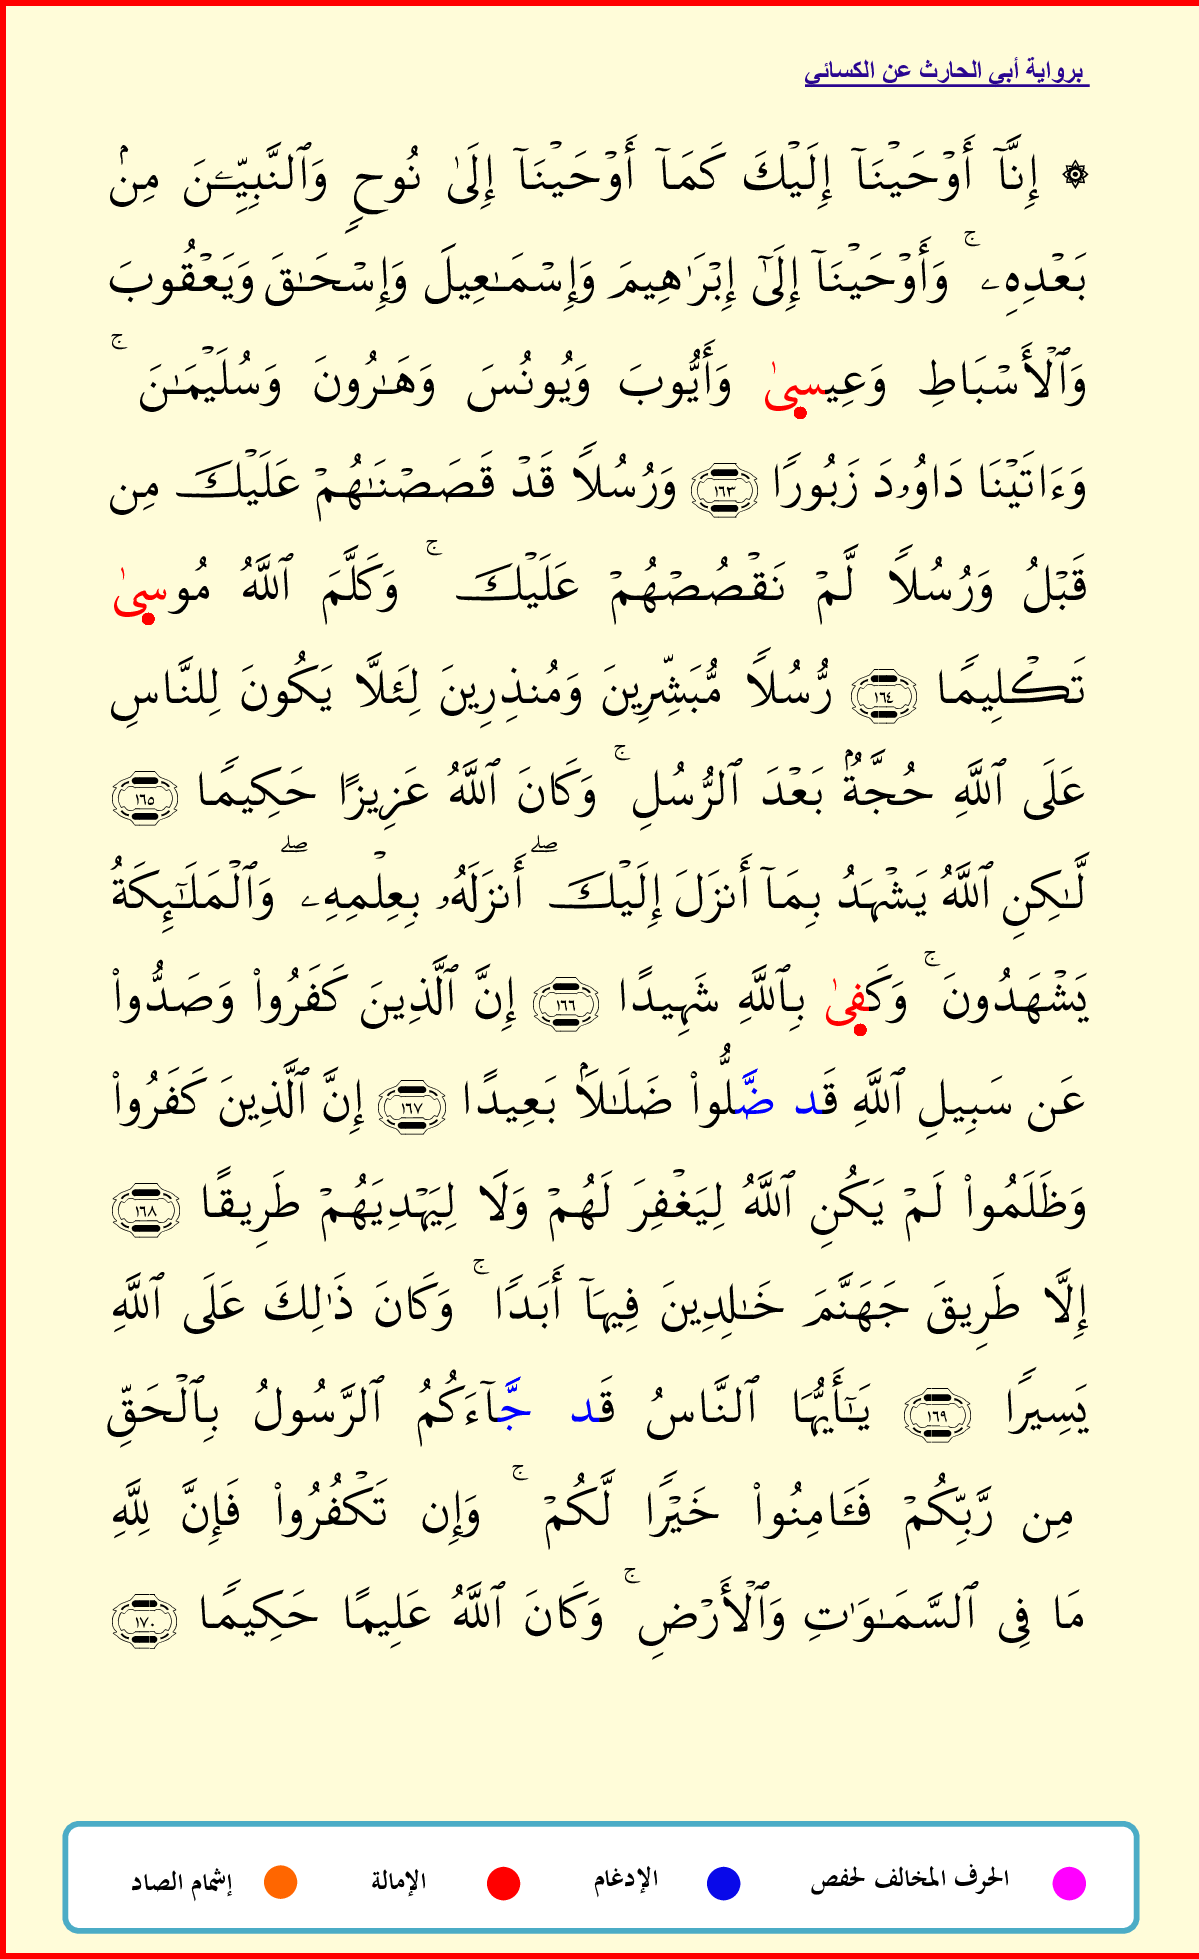 برواية أبي الحارث عن الكسائي
۞ إِنَّآ أَوْحَيْنَآ إِلَيْكَ كَمَآ أَوْحَيْنَآ إِلَىٰ نُوحٍ وَٱلنَّبِيِّـۧنَ مِنۢ
بَعْدِهِۦ ۚ وَأَوْحَيْنَآ إِلَىٰٓ إِبْرَٰهِيمَ وَإِسْمَـٰعِيلَ وَإِسْحَـٰقَ وَيَعْقُوبَ
وَٱلْأَسْبَاطِ وَعِيسىٰ وَأَيُّوبَ وَيُونُسَ وَهَـٰرُونَ وَسُلَيْمَـٰنَ ۚ
وَءَاتَيْنَا دَاوُۥدَ زَبُورًا ١٦٣ وَرُسُلًا قَدْ قَصَصْنَـٰهُمْ عَلَيْكَ مِن
قَبْلُ وَرُسُلًا لَّمْ نَقْصُصْهُمْ عَلَيْكَ ۚ وَكَلَّمَ ٱللَّهُ مُوسىٰ
تَكْلِيمًا ١٦٤ رُّسُلًا مُّبَشِّرِينَ وَمُنذِرِينَ لِئَلَّا يَكُونَ لِلنَّاسِ
عَلَى ٱللَّهِ حُجَّةٌۢ بَعْدَ ٱلرُّسُلِ ۚ وَكَانَ ٱللَّهُ عَزِيزًا حَكِيمًا ١٦٥
لَّـٰكِنِ ٱللَّهُ يَشْهَدُ بِمَآ أَنزَلَ إِلَيْكَ ۖ أَنزَلَهُۥ بِعِلْمِهِۦ ۖ وَٱلْمَلَـٰٓئِكَةُ
يَشْهَدُونَ ۚ وَكَفىٰ بِٱللَّهِ شَهِيدًا ١٦٦ إِنَّ ٱلَّذِينَ كَفَرُوا۟ وَصَدُّوا۟
عَن سَبِيلِ ٱللَّهِ قَد ضَّلُّوا۟ ضَلَـٰلًۢا بَعِيدًا ١٦٧ إِنَّ ٱلَّذِينَ كَفَرُوا۟
وَظَلَمُوا۟ لَمْ يَكُنِ ٱللَّهُ لِيَغْفِرَ لَهُمْ وَلَا لِيَهْدِيَهُمْ طَرِيقًا ١٦٨
إِلَّا طَرِيقَ جَهَنَّمَ خَـٰلِدِينَ فِيهَآ أَبَدًا ۚ وَكَانَ ذَٰلِكَ عَلَى ٱللَّهِ
يَسِيرًا ١٦٩ يَـٰٓأَيُّهَا ٱلنَّاسُ قَد جَّآءَكُمُ ٱلرَّسُولُ بِٱلْحَقِّ
مِن رَّبِّكُمْ فَـَٔامِنُوا۟ خَيْرًا لَّكُمْ ۚ وَإِن تَكْفُرُوا۟ فَإِنَّ لِلَّهِ
مَا فِى ٱلسَّمَـٰوَٰتِ وَٱلْأَرْضِ ۚ وَكَانَ ٱللَّهُ عَلِيمًا حَكِيمًا ١٧٠
الحرف المخالف لحفص الإدغام الإمالة إشمام الصاد